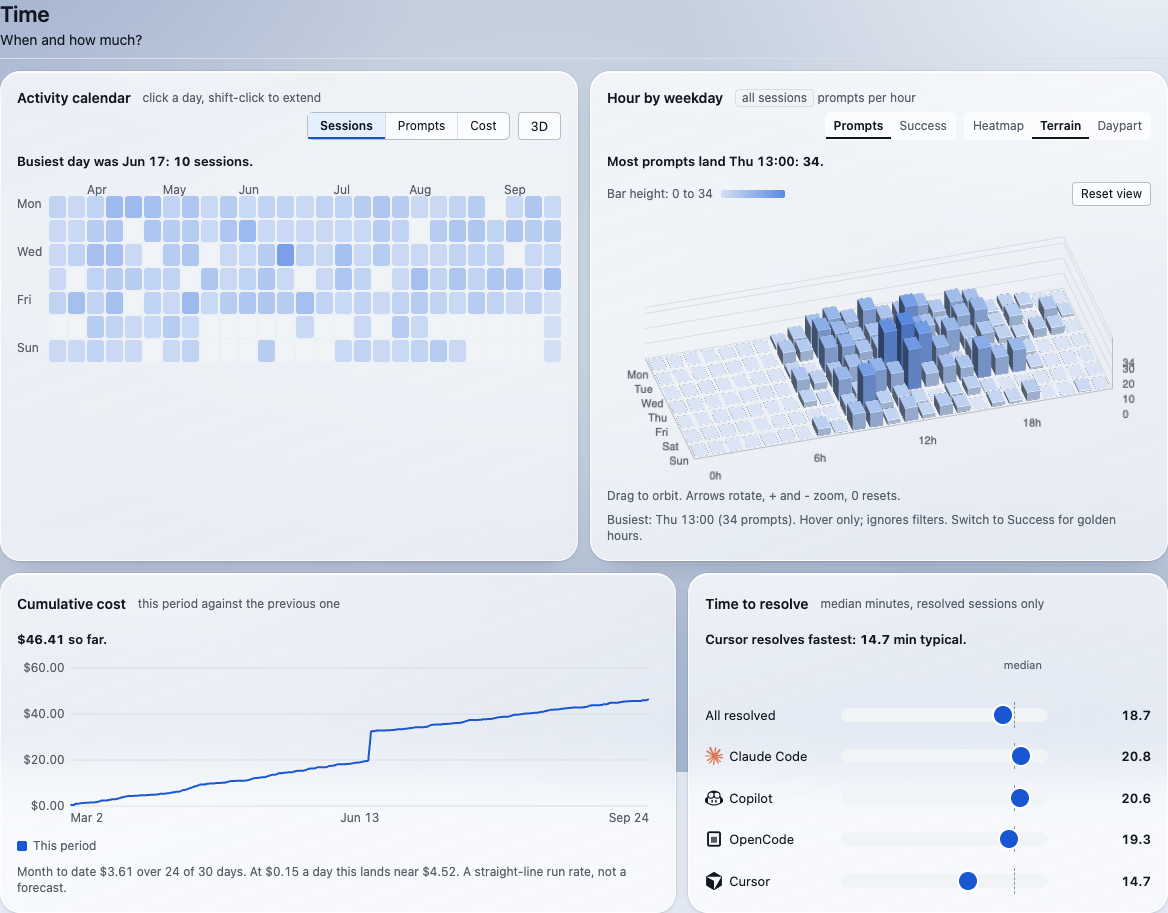 Time
When and how much?
Activity calendar click a day, shift-click to extend
Sessions Prompts Cost 3D
Busiest day was Jun 17: 10 sessions.
Apr May Jun Jul Aug Sep
Mon
Wed
Fri
Sun
Hour by weekday all sessions prompts per hour
Prompts Success Heatmap Terrain Daypart
Most prompts land Thu 13:00: 34.
Bar height: 0 to 34 Reset view
Mon
Tue
Wed
Thu
Fri
Sat
Sun
0h 6h 12h 18h
34
30
20
10
0
Drag to orbit. Arrows rotate, + and - zoom, 0 resets.
Busiest: Thu 13:00 (34 prompts). Hover only; ignores filters. Switch to Success for golden
hours.
Cumulative cost this period against the previous one
$46.41 so far.
$60.00
$40.00
$20.00
$0.00
Mar 2 Jun 13 Sep 24
This period
Month to date $3.61 over 24 of 30 days. At $0.15 a day this lands near $4.52. A straight-line run rate, not a
forecast.
Time to resolve median minutes, resolved sessions only
Cursor resolves fastest: 14.7 min typical.
median
All resolved 18.7
Claude Code 20.8
Copilot 20.6
OpenCode 19.3
Cursor 14.7